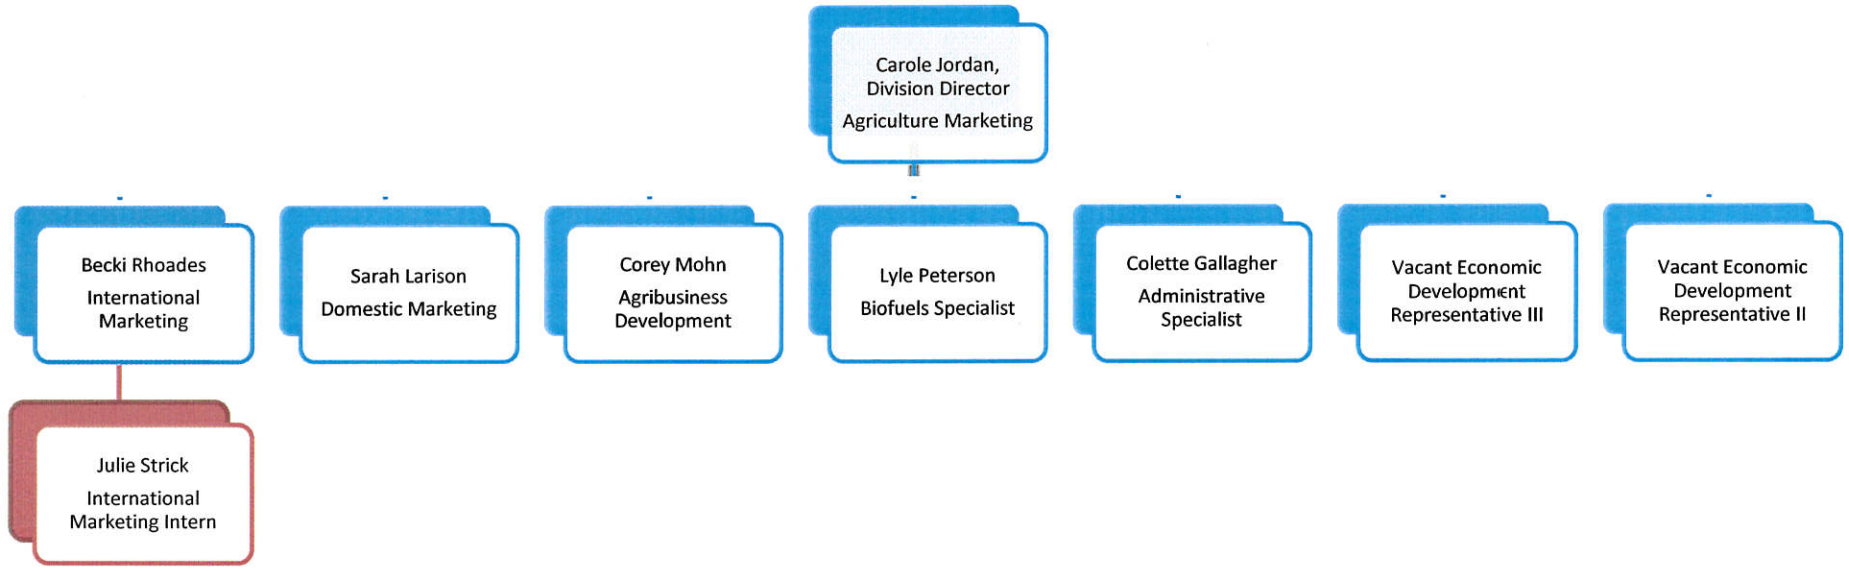 Carole Jordan,
Division Director
Agriculture Marketing
Becki Rhoades
International
Marketing
Sarah Larison
Domestic Marketing
Corey Mohn
Agribusiness
Development
Lyle Peterson
Biofuels Specialist
Colette Gallagher
Administrative
Specialist
Vacant Economic
Development
Representative III
Vacant Economic
Development
Representative II
Julie Strick
International
Marketing Intern